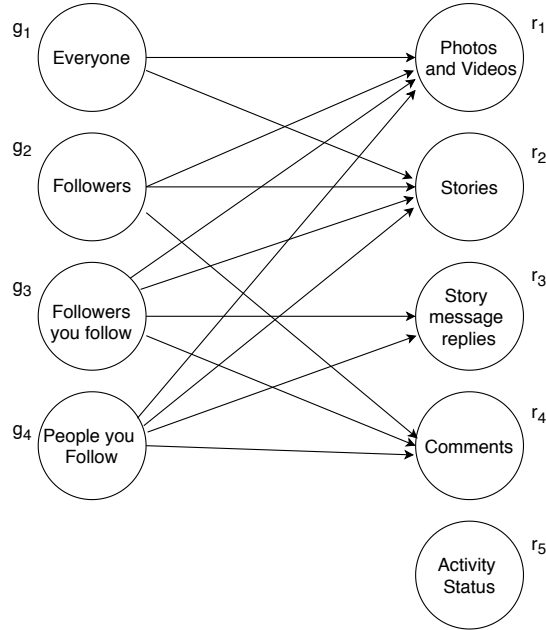 g1
Everyone
r1
Photos
and Videos
g2
Followers
r2
Stories
g3
Followers
you follow
r3
Story
message
replies
g4
People you
Follow
r4
Comments
r5
Activity
Status